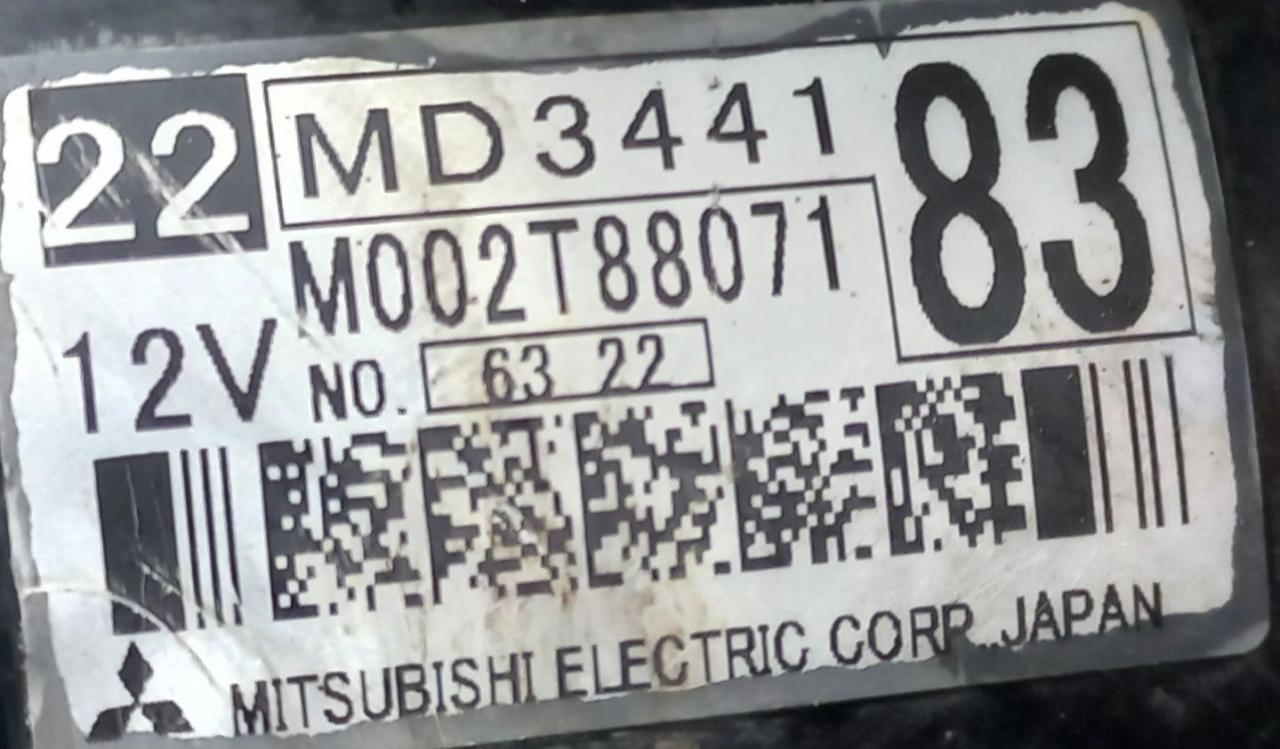 22 MD3441 83
M002T88071
12V NO. 63 22
MITSUBISHI ELECTRIC CORP. JAPAN